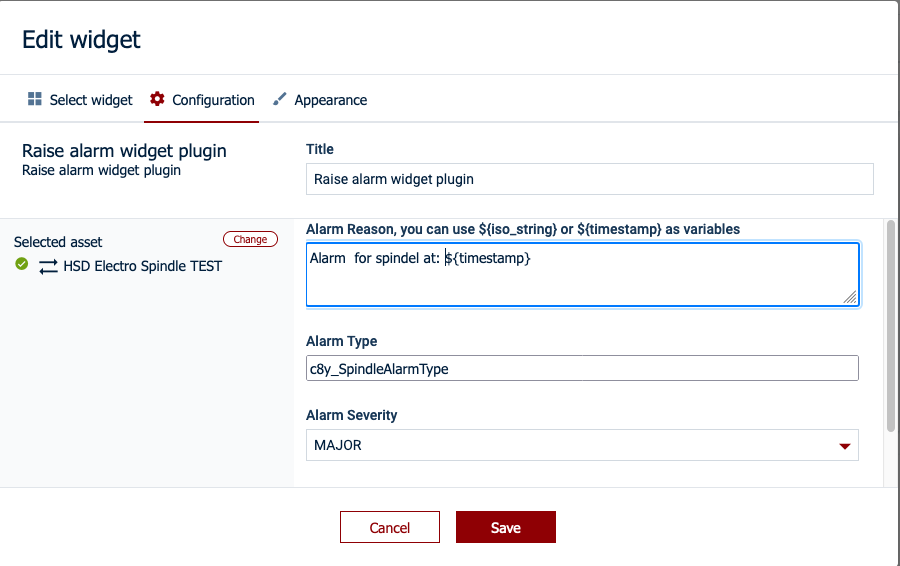 Edit widget
Select widget Configuration Appearance
Raise alarm widget plugin
Raise alarm widget plugin
Title
Raise alarm widget plugin
Selected asset Change
HSD Electro Spindle TEST
Alarm Reason, you can use ${iso_string} or ${timestamp} as variables
Alarm  for spindel at: ${timestamp}
Alarm Type
c8y_SpindleAlarmType
Alarm Severity
MAJOR
Cancel Save